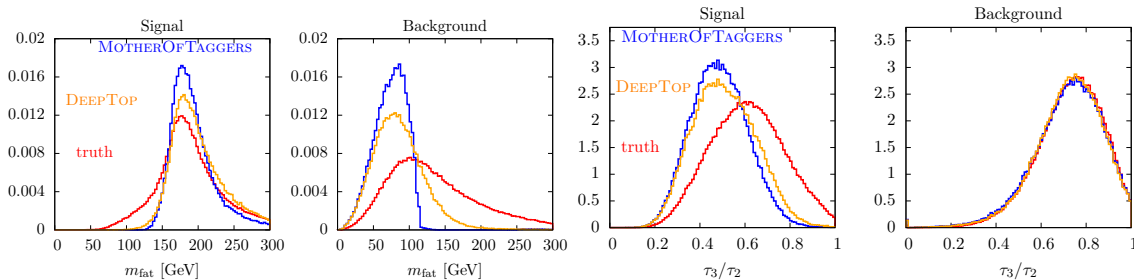 Signal
0.02
0.016
0.012
0.008
0.004
0
MOTHEROFTAGGERS
DEEPTOP
truth
0 50 100 150 200 250 300
m_fat [GeV]
Background
0.02
0.016
0.012
0.008
0.004
0
0 50 100 150 200 250 300
m_fat [GeV]
Signal
3.5
3
2.5
2
1.5
1
0.5
0
MOTHEROFTAGGERS
DEEPTOP
truth
0 0.2 0.4 0.6 0.8 1
τ3/τ2
Background
3.5
3
2.5
2
1.5
1
0.5
0
0 0.2 0.4 0.6 0.8 1
τ3/τ2